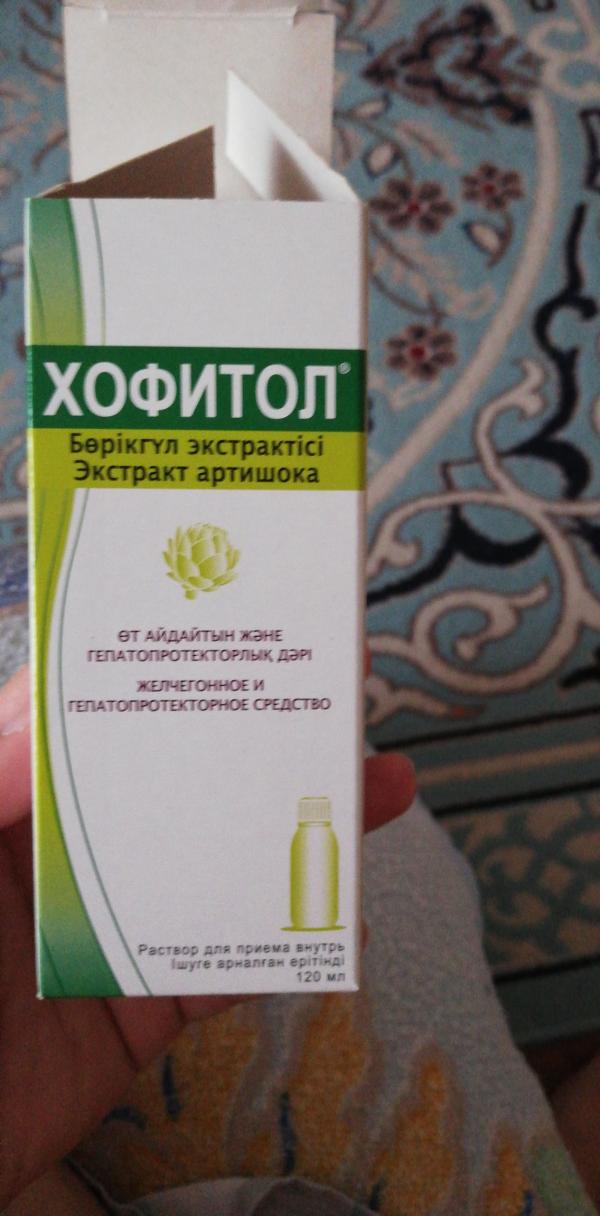 ХОФИТОЛ®
Бөрікгүл экстрактісі
Экстракт артишока
ӨТ АЙДАЙТЫН ЖӘНЕ
ГЕПАТОПРОТЕКТОРЛЫҚ ДӘРІ
ЖЕЛЧЕГОННОЕ И
ГЕПАТОПРОТЕКТОРНОЕ СРЕДСТВО
Раствор для приема внутрь
Ішуге арналған ерітінді
120 мл